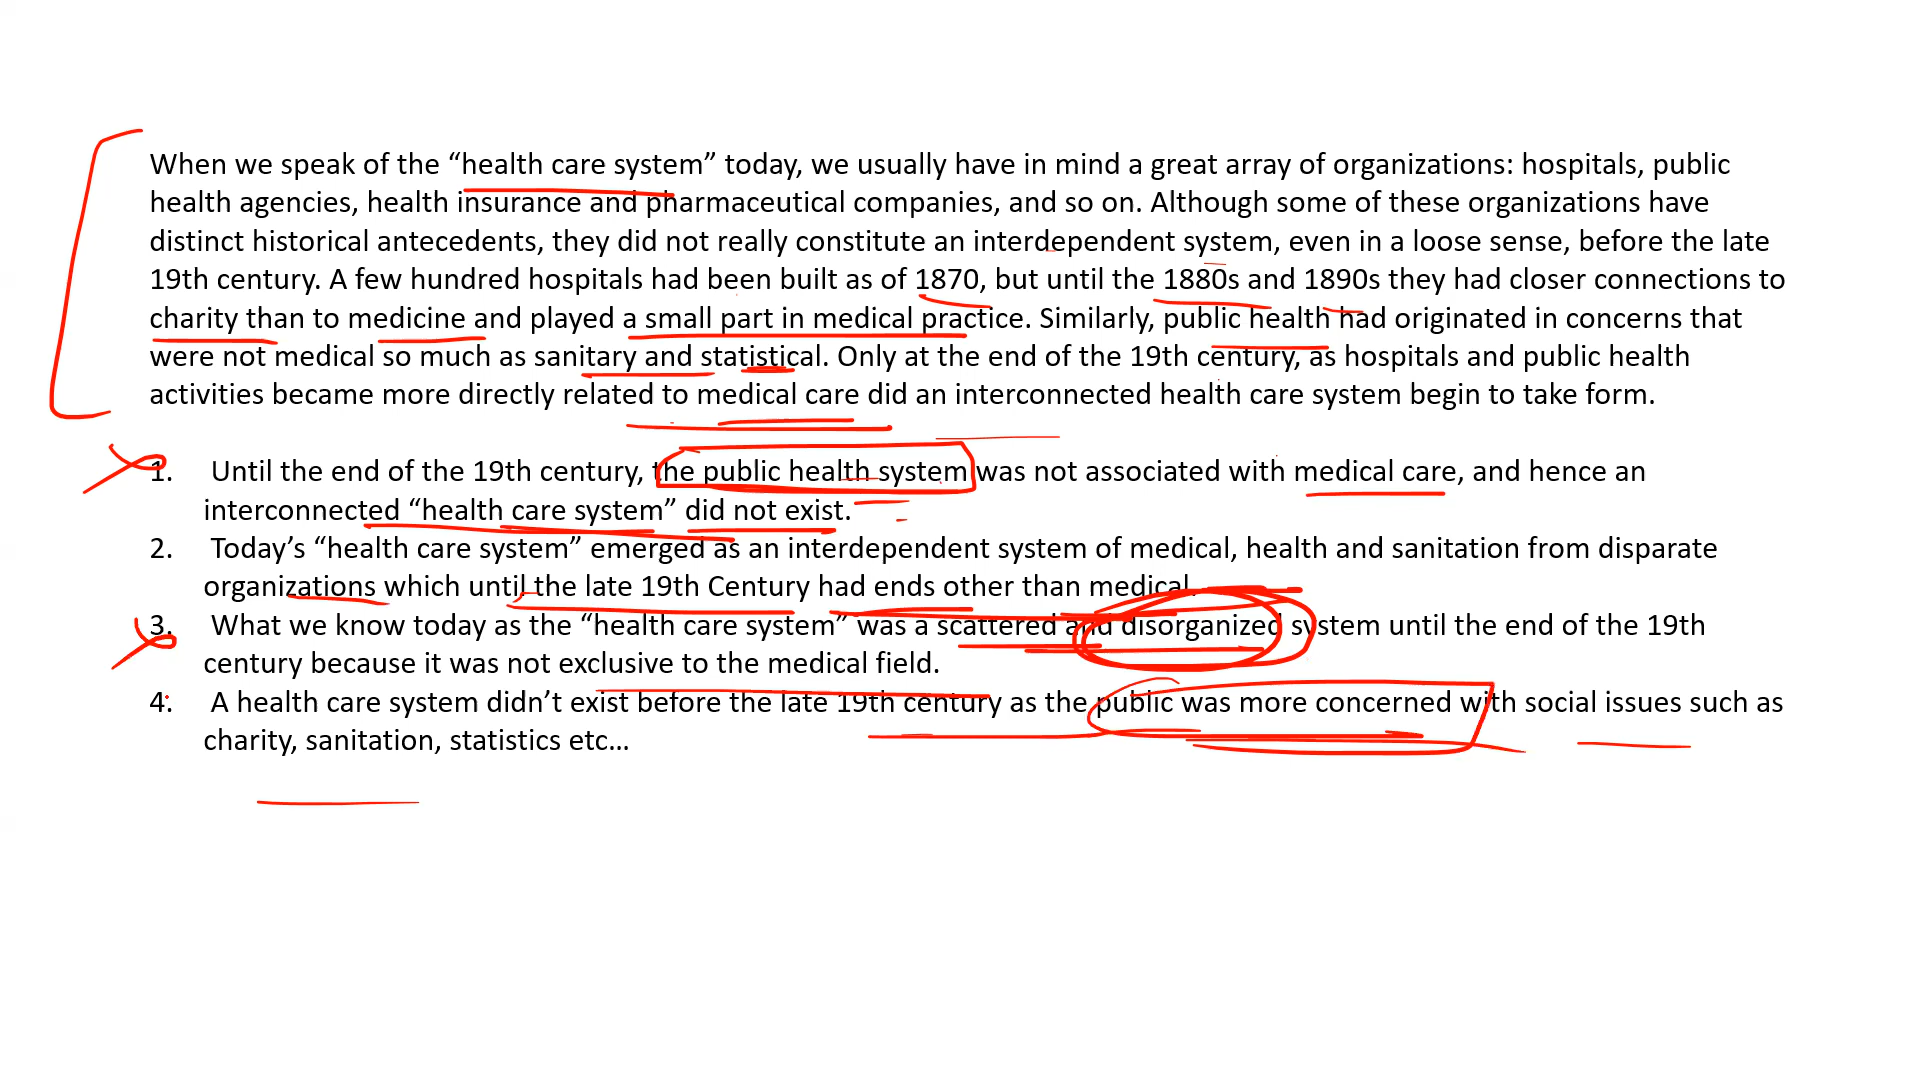 When we speak of the “health care system” today, we usually have in mind a great array of organizations: hospitals, public
health agencies, health insurance and pharmaceutical companies, and so on. Although some of these organizations have
distinct historical antecedents, they did not really constitute an interdependent system, even in a loose sense, before the late
19th century. A few hundred hospitals had been built as of 1870, but until the 1880s and 1890s they had closer connections to
charity than to medicine and played a small part in medical practice. Similarly, public health had originated in concerns that
were not medical so much as sanitary and statistical. Only at the end of the 19th century, as hospitals and public health
activities became more directly related to medical care did an interconnected health care system begin to take form.
1. Until the end of the 19th century, the public health system was not associated with medical care, and hence an
interconnected “health care system” did not exist.
2. Today’s “health care system” emerged as an interdependent system of medical, health and sanitation from disparate
organizations which until the late 19th Century had ends other than medical.
3. What we know today as the “health care system” was a scattered and disorganized system until the end of the 19th
century because it was not exclusive to the medical field.
4. A health care system didn’t exist before the late 19th century as the public was more concerned with social issues such as
charity, sanitation, statistics etc…